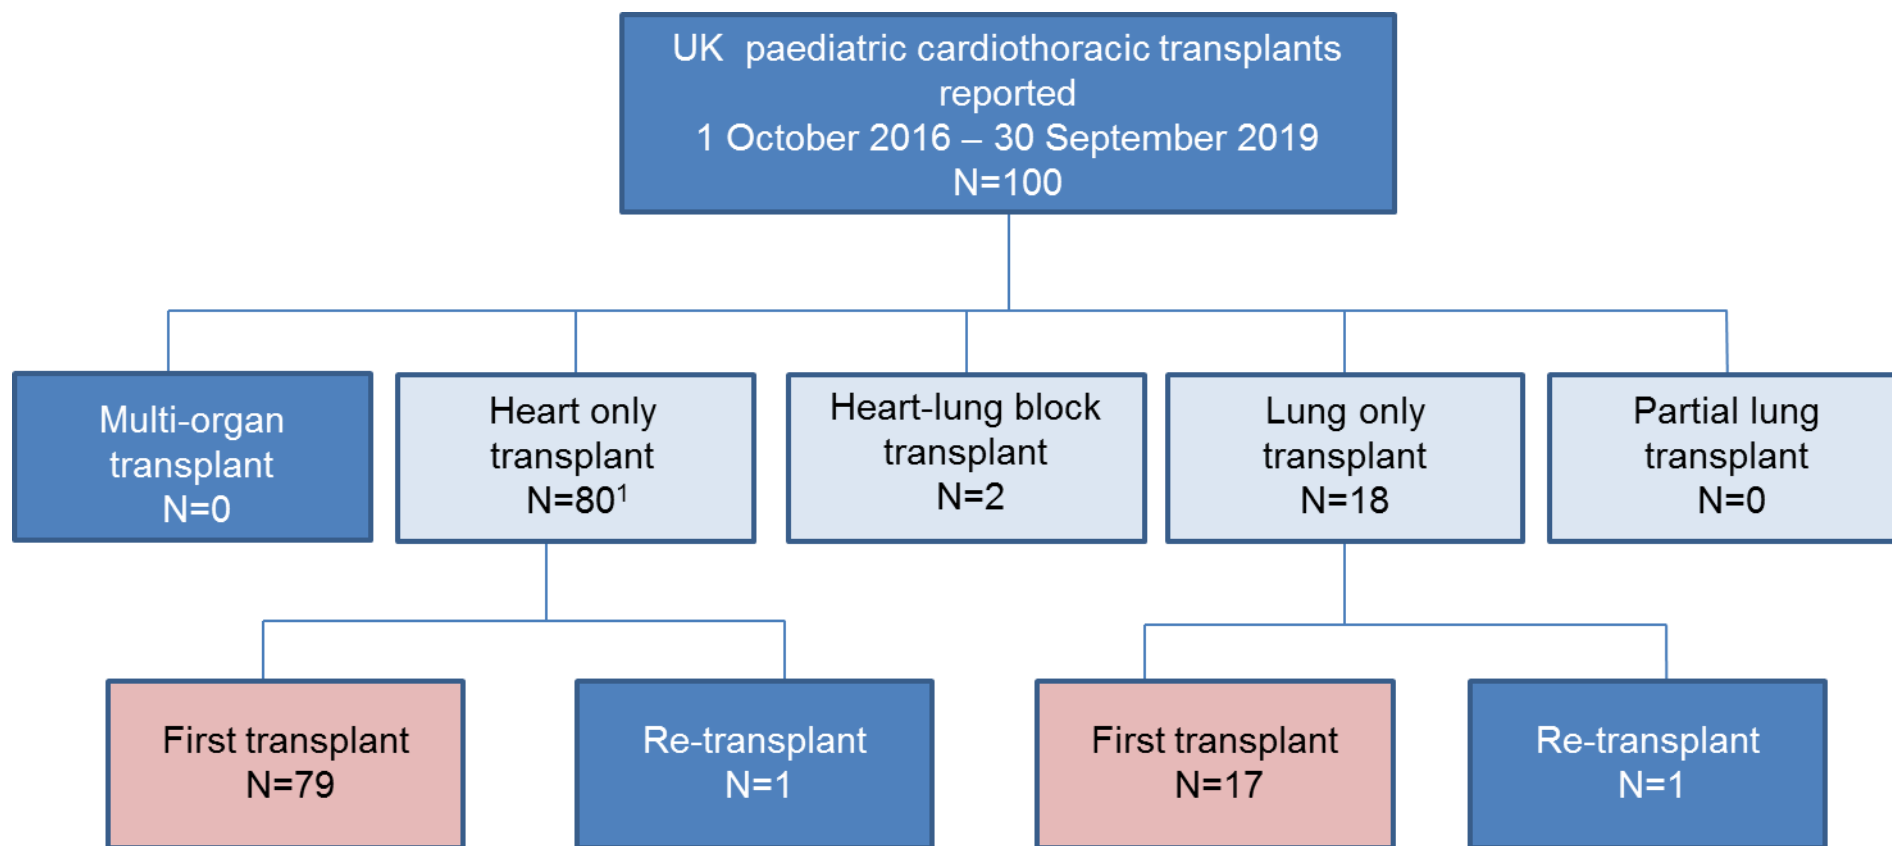 UK paediatric cardiothoracic transplants
reported
1 October 2016 – 30 September 2019
N=100
Multi-organ
transplant
N=0
Heart only
transplant
N=80¹
Heart-lung block
transplant
N=2
Lung only
transplant
N=18
Partial lung
transplant
N=0
First transplant
N=79
Re-transplant
N=1
First transplant
N=17
Re-transplant
N=1